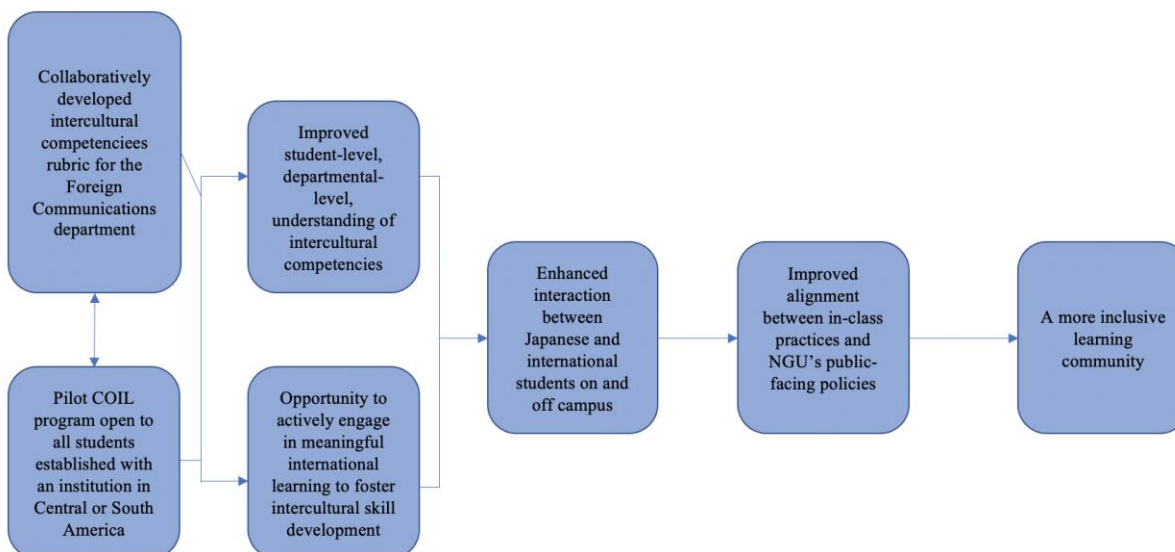 Collaboratively
developed
intercultural
competenciees
rubric for the
Foreign
Communications
department
Pilot COIL
program open to
all students
established with
an institution in
Central or South
America
Improved
student-level,
departmental-
level,
understanding of
intercultural
competencies
Opportunity to
actively engage
in meaningful
international
learning to foster
intercultural skill
development
Enhanced
interaction
between
Japanese and
international
students on and
off campus
Improved
alignment
between in-class
practices and
NGU's public-
facing policies
A more inclusive
learning
community